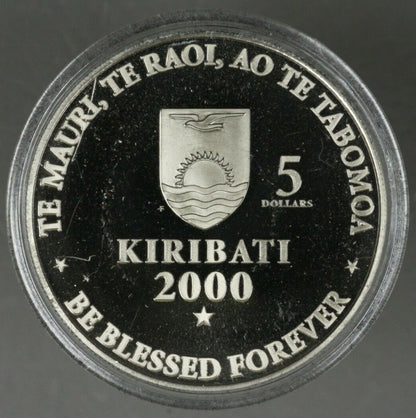 TE MAURI, TE RAOI, AO TE TABOMOA
5
DOLLARS
KIRIBATI
2000
BE BLESSED FOREVER